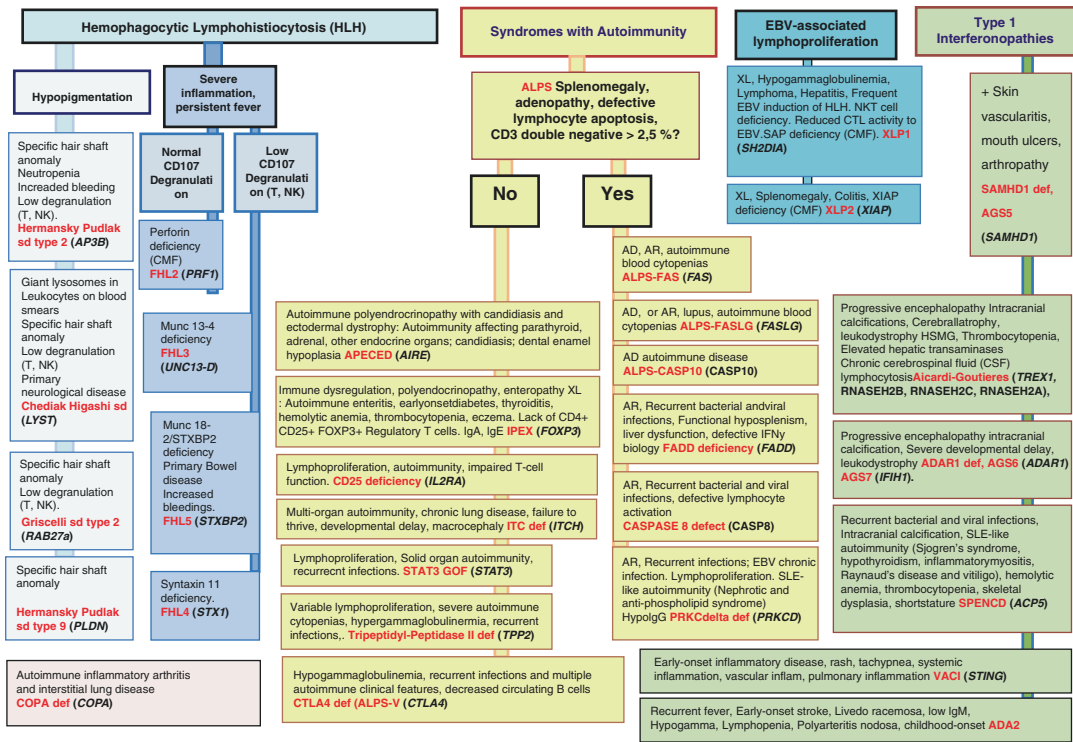 Hemophagocytic Lymphohistiocytosis (HLH)
Hypopigmentation
Specific hair shaft
anomaly
Neutropenia
Increaded bleeding
Low degranulation
(T, NK).
Hermansky Pudlak
sd type 2 (AP3B)
Giant lysosomes in
Leukocytes on blood
smears
Specific hair shaft
anomaly
Low degranulation
(T, NK)
Primary
neurological disease
Chediak Higashi sd
(LYST)
Specific hair shaft
anomaly
Low degranulation
(T, NK).
Griscelli sd type 2
(RAB27a)
Specific hair shaft
anomaly
Hermansky Pudlak
sd type 9 (PLDN)
Severe
inflammation,
persistent fever
Normal
CD107
Degranulati
on
Perforin
deficiency
(CMF)
FHL2 (PRF1)
Low
CD107
Degranulati
on (T, NK)
Munc 13-4
deficiency
FHL3
(UNC13-D)
Munc 18-
2/STXBP2
deficiency
Primary Bowel
disease
Increased
bleedings.
FHL5 (STXBP2)
Syntaxin 11
deficiency.
FHL4 (STX1)
Autoimmune inflammatory arthritis
and interstitial lung disease
COPA def (COPA)
Syndromes with Autoimmunity
ALPS Splenomegaly,
adenopathy, defective
lymphocyte apoptosis,
CD3 double negative > 2,5 %?
No
Autoimmune polyendocrinopathy with candidiasis and
ectodermal dystrophy: Autoimmunity affecting parathyroid,
adrenal, other endocrine organs; candidiasis; dental enamel
hypoplasia APECED (AIRE)
Immune dysregulation, polyendocrinopathy, enteropathy XL
: Autoimmune enteritis, earlyonsetdiabetes, thyroiditis,
hemolytic anemia, thrombocytopenia, eczema. Lack of CD4+
CD25+ FOXP3+ Regulatory T cells. IgA, IgE IPEX (FOXP3)
Lymphoproliferation, autoimmunity, impaired T-cell
function. CD25 deficiency (IL2RA)
Multi-organ autoimmunity, chronic lung disease, failure to
thrive, developmental delay, macrocephaly ITC def (ITCH)
Lymphoproliferation, Solid organ autoimmunity,
recurrecnt infections. STAT3 GOF (STAT3)
Variable lymphoproliferation, severe autoimmune
cytopenias, hypergammaglobulinemia, recurrent
infections,. Tripeptidyl-Peptidase II def (TPP2)
Hypogammaglobulinemia, recurrent infections and multiple
autoimmune clinical features, decreased circulating B cells
CTLA4 def (ALPS-V (CTLA4)
Yes
AD, AR, autoimmune
blood cytopenias
ALPS-FAS (FAS)
AD, or AR, lupus, autoimmune blood
cytopenias ALPS-FASLG (FASLG)
AD autoimmune disease
ALPS-CASP10 (CASP10)
AR, Recurrent bacterial andviral
infections, Functional hyposplenism,
liver dysfunction, defective IFNγ
biology FADD deficiency (FADD)
AR, Recurrent bacterial and viral
infections, defective lymphocyte
activation
CASPASE 8 defect (CASP8)
AR, Recurrent infections; EBV chronic
infection. Lymphoproliferation. SLE-
like autoimmunity (Nephrotic and
anti-phospholipid syndrome)
HypoIgG PRKCdelta def (PRKCD)
EBV-associated
lymphoproliferation
XL, Hypogammaglobulinemia,
Lymphoma, Hepatitis, Frequent
EBV induction of HLH. NKT cell
deficiency. Reduced CTL activity to
EBV.SAP deficiency (CMF). XLP1
(SH2DIA)
XL, Splenomegaly, Colitis, XIAP
deficiency (CMF) XLP2 (XIAP)
Type 1
Interferonopathies
+ Skin
vascularitis,
mouth ulcers,
arthropathy
SAMHD1 def,
AGS5
(SAMHD1)
Progressive encephalopathy Intracranial
calcifications, Cerebrallatrophy,
leukodystrophy HSMG, Thrombocytopenia,
Elevated hepatic transaminases
Chronic cerebrospinal fluid (CSF)
lymphocytosisAicardi-Goutieres (TREX1,
RNASEH2B, RNASEH2C, RNASEH2A),
Progressive encephalopathy intracranial
calcification, Severe developmental delay,
leukodystrophy ADAR1 def, AGS6 (ADAR1)
AGS7 (IFIH1).
Recurrent bacterial and viral infections,
Intracranial calcification, SLE-like
autoimmunity (Sjogren's syndrome,
hypothyroidism, inflammatorymyositis,
Raynaud's disease and vitiligo), hemolytic
anemia, thrombocytopenia, skeletal
dysplasia, shortstature SPENCD (ACP5)
Early-onset inflammatory disease, rash, tachypnea, systemic
inflammation, vascular inflam, pulmonary inflammation VACI (STING)
Recurrent fever, Early-onset stroke, Livedo racemosa, low IgM,
Hypogamma, Lymphopenia, Polyarteritis nodosa, childhood-onset ADA2